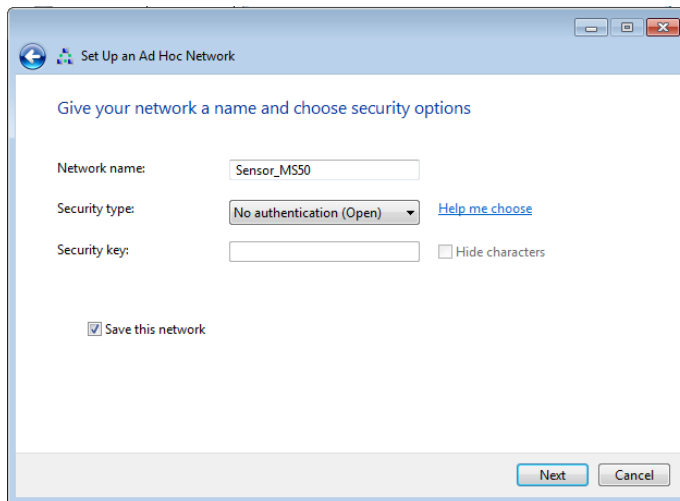 Set Up an Ad Hoc Network
Give your network a name and choose security options
Network name: Sensor_MS50
Security type: No authentication (Open) Help me choose
Security key: Hide characters
Save this network
Next Cancel